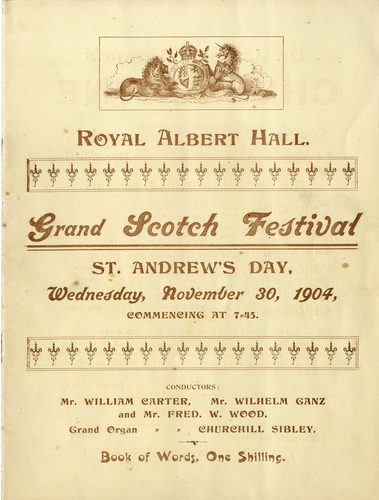 ROYAL ALBERT HALL.
Grand Scotch Festival
ST. ANDREW'S DAY,
Wednesday, November 30, 1904,
COMMENCING AT 7.45.
CONDUCTORS:
Mr. WILLIAM CARTER, Mr. WILHELM GANZ
and Mr. FRED. W. WOOD.
Grand Organ - - CHURCHILL SIBLEY.
Book of Words, One Shilling.